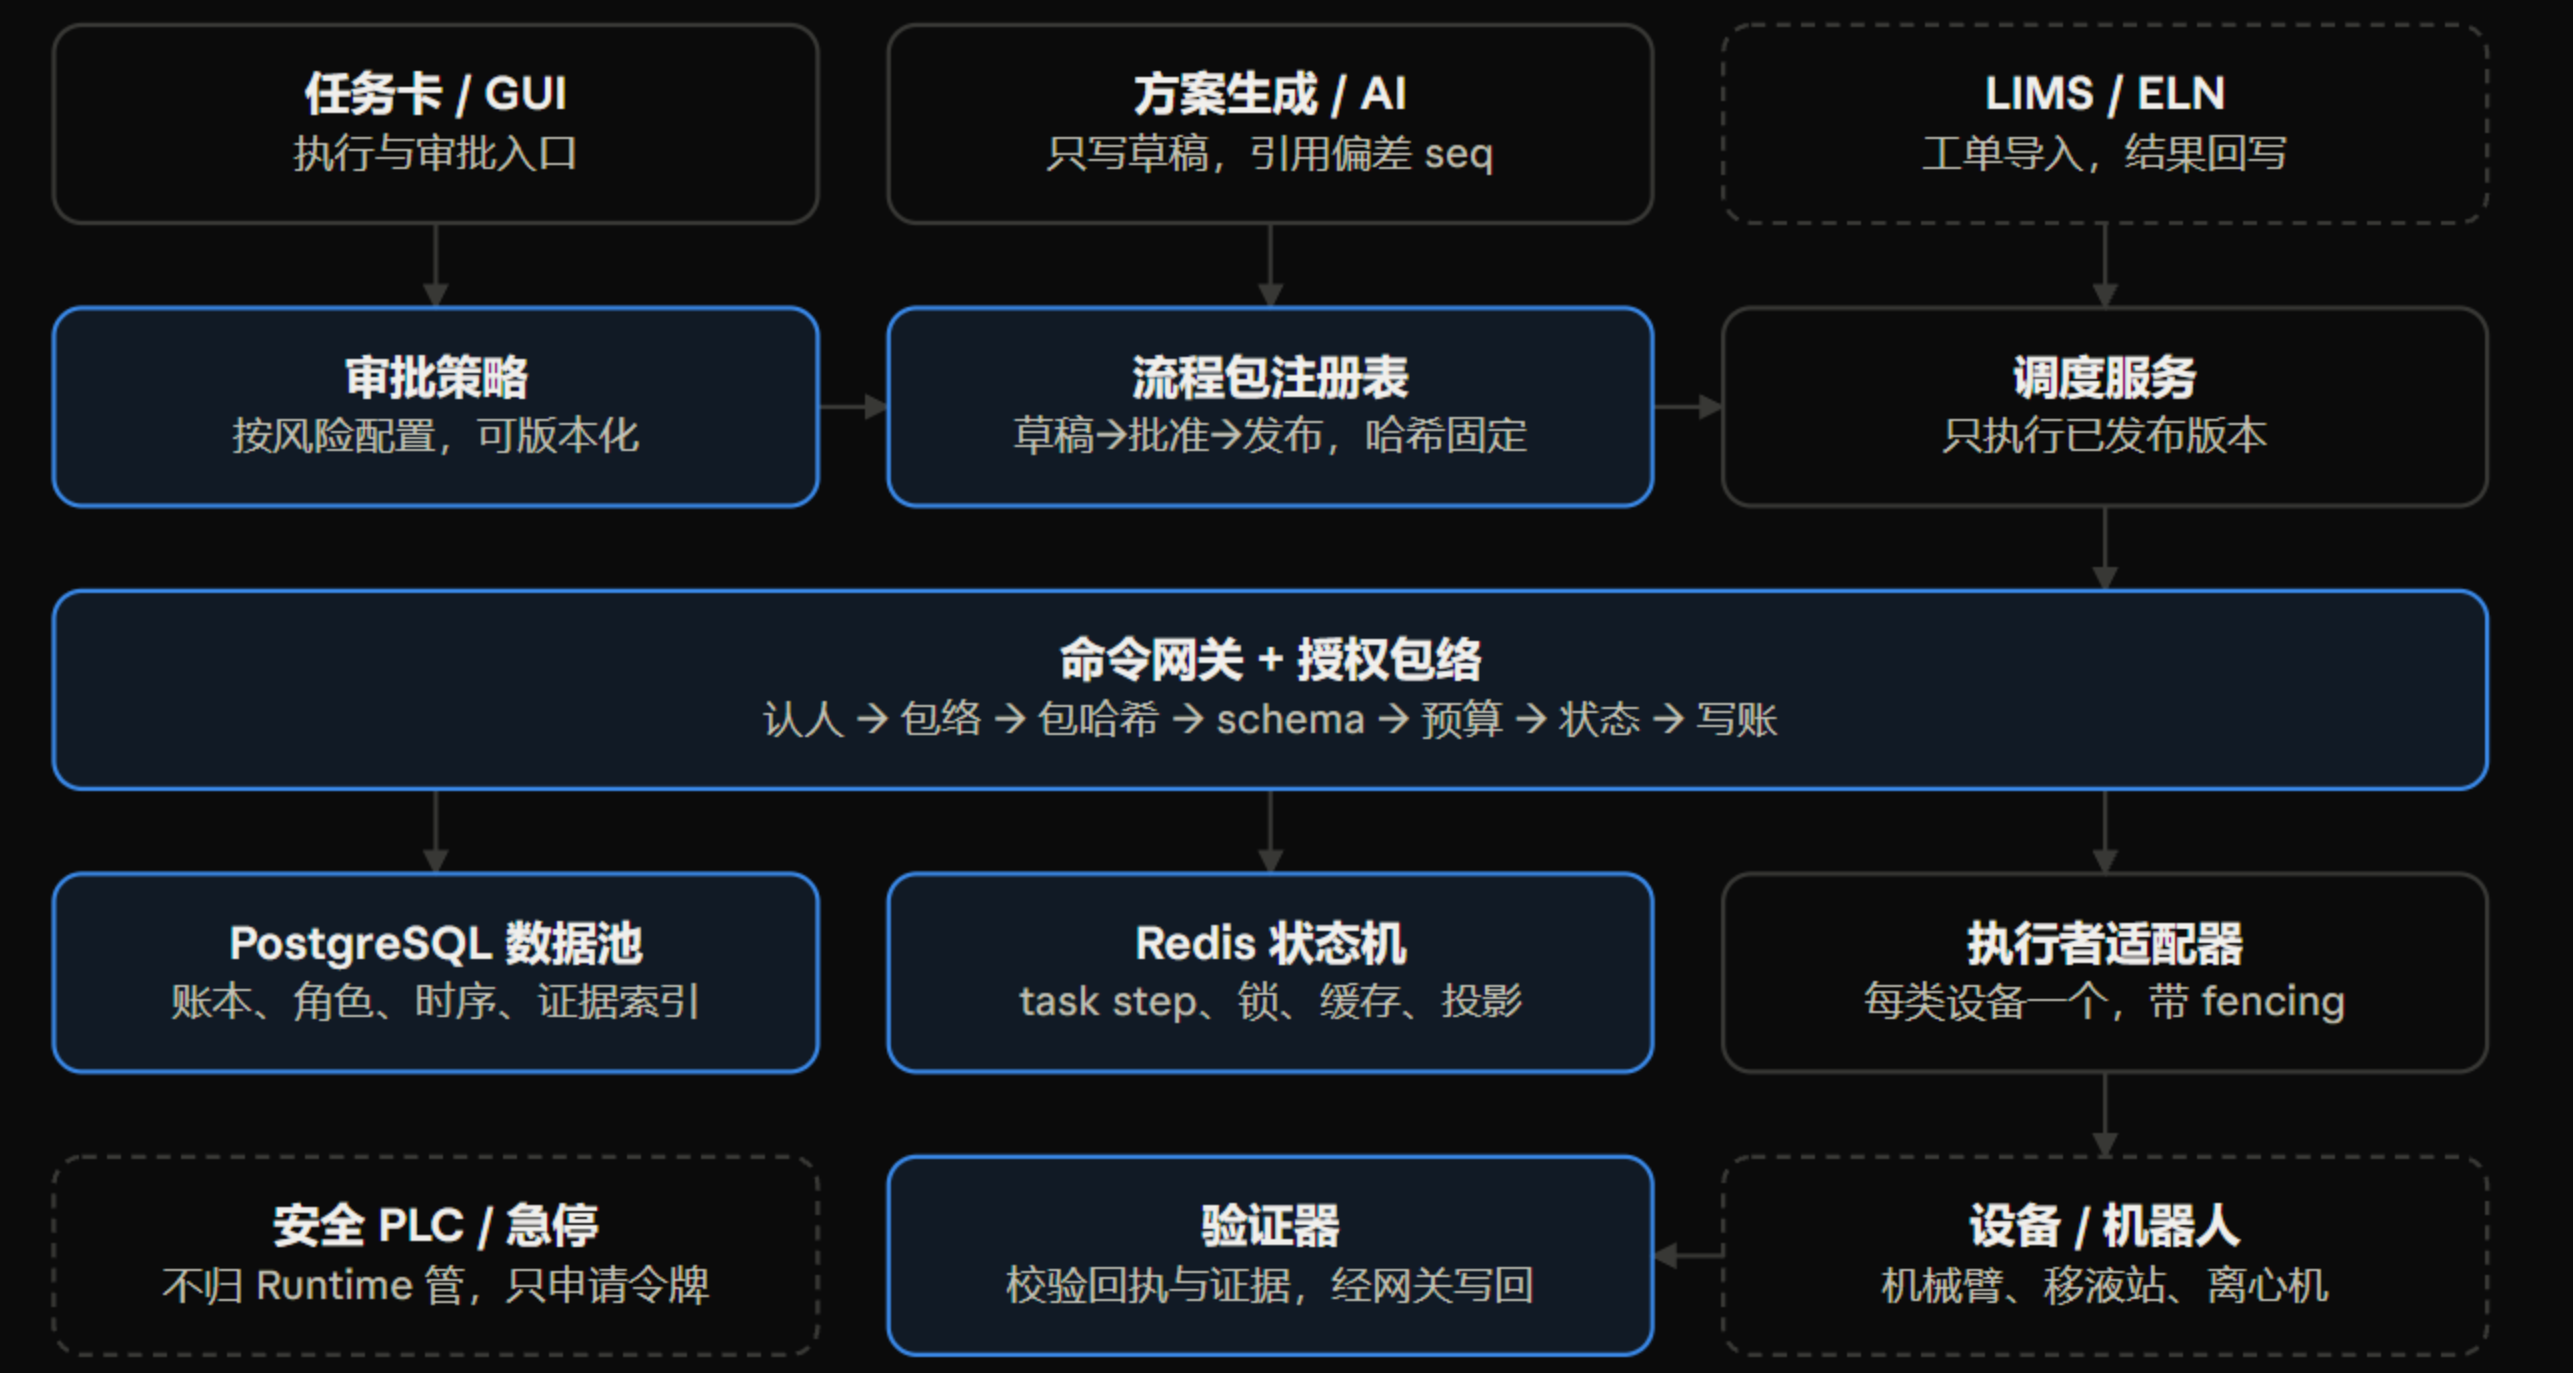 任务卡 / GUI
执行与审批入口
方案生成 / AI
只写草稿，引用偏差 seq
LIMS / ELN
工单导入，结果回写
审批策略
按风险配置，可版本化
流程包注册表
草稿→批准→发布，哈希固定
调度服务
只执行已发布版本
命令网关 + 授权包络
认人 → 包络 → 包哈希 → schema → 预算 → 状态 → 写账
PostgreSQL 数据池
账本、角色、时序、证据索引
Redis 状态机
task step、锁、缓存、投影
执行者适配器
每类设备一个，带 fencing
安全 PLC / 急停
不归 Runtime 管，只申请令牌
验证器
校验回执与证据，经网关写回
设备 / 机器人
机械臂、移液站、离心机